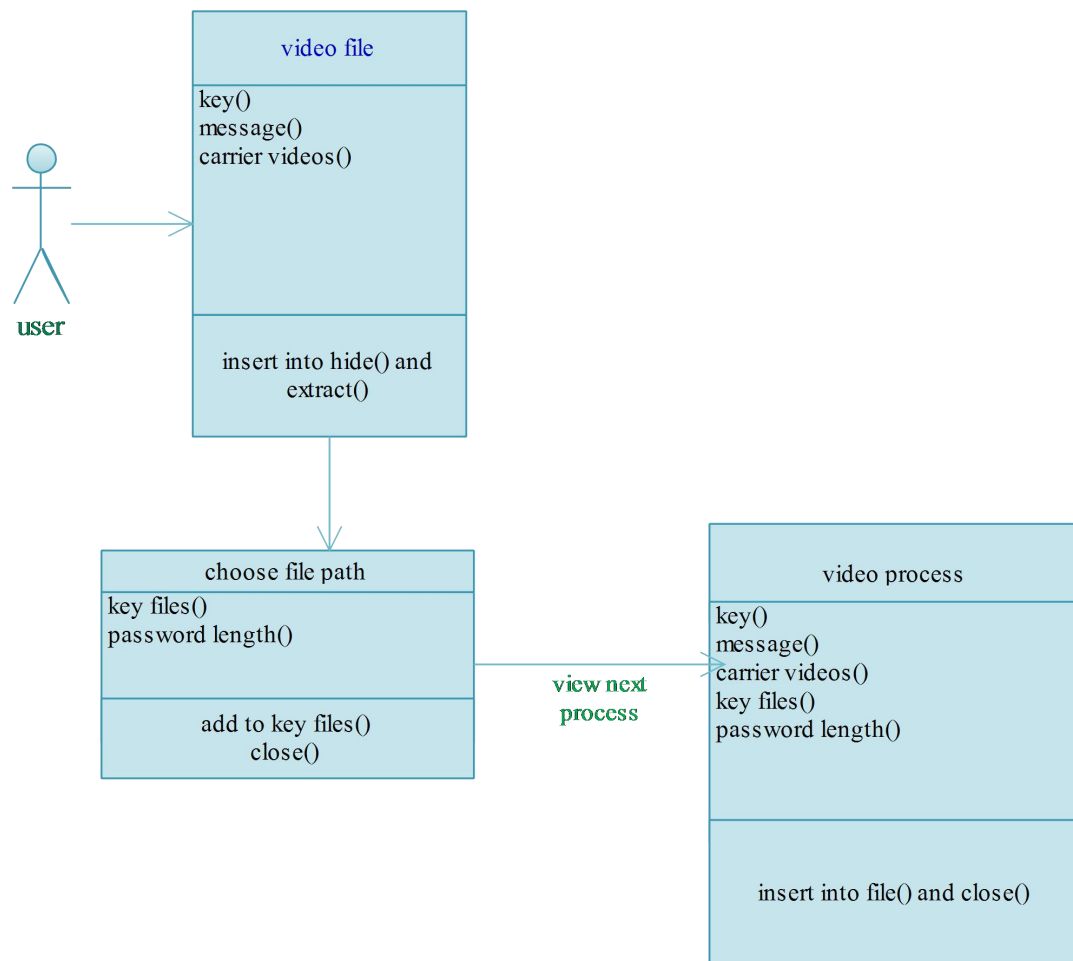 video file
key()
message()
carrier videos()
user
insert into hide() and
extract()
choose file path
key files()
password length()
add to key files()
close()
view next
process
video process
key()
message()
carrier videos()
key files()
password length()
insert into file() and close()